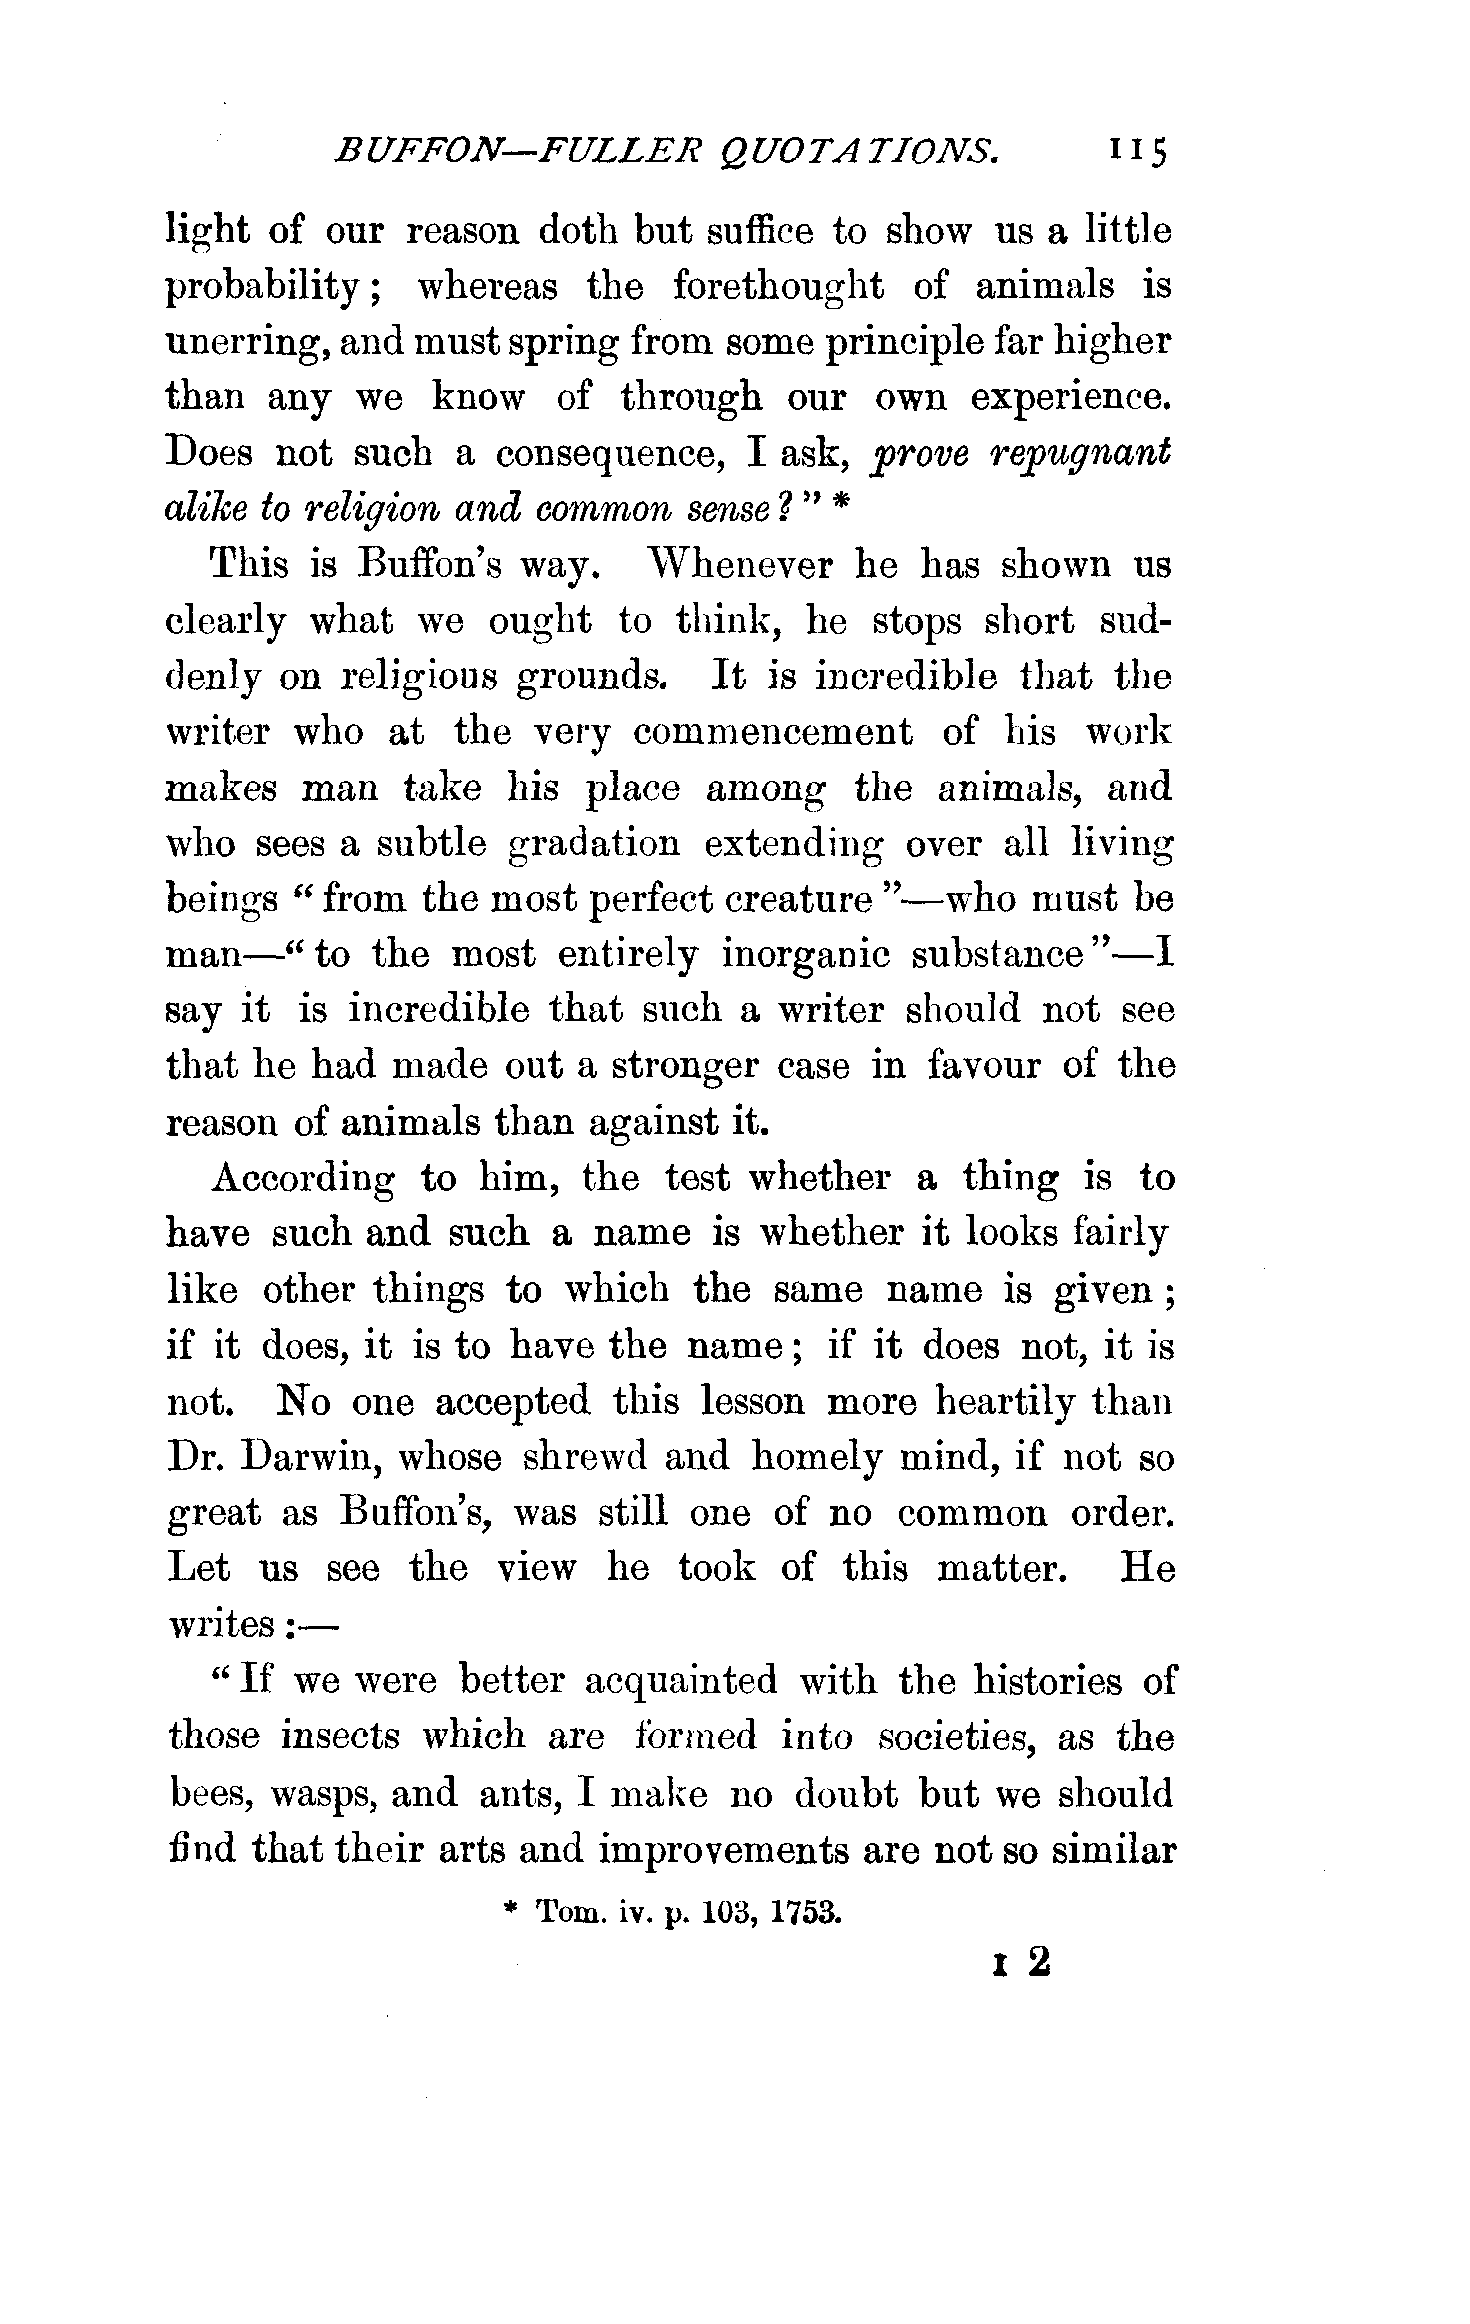 BUFFON—FULLER QUOTATIONS. 115
light of our reason doth but suffice to show us a little
probability; whereas the forethought of animals is
unerring, and must spring from some principle far higher
than any we know of through our own experience.
Does not such a consequence, I ask, prove repugnant
alike to religion and common sense?" *
This is Buffon's way. Whenever he has shown us
clearly what we ought to think, he stops short sud-
denly on religious grounds. It is incredible that the
writer who at the very commencement of his work
makes man take his place among the animals, and
who sees a subtle gradation extending over all living
beings "from the most perfect creature"—who must be
man—"to the most entirely inorganic substance"—I
say it is incredible that such a writer should not see
that he had made out a stronger case in favour of the
reason of animals than against it.
According to him, the test whether a thing is to
have such and such a name is whether it looks fairly
like other things to which the same name is given;
if it does, it is to have the name; if it does not, it is
not. No one accepted this lesson more heartily than
Dr. Darwin, whose shrewd and homely mind, if not so
great as Buffon's, was still one of no common order.
Let us see the view he took of this matter. He
writes:—
"If we were better acquainted with the histories of
those insects which are formed into societies, as the
bees, wasps, and ants, I make no doubt but we should
find that their arts and improvements are not so similar
* Tom. iv. p. 103, 1753.
I 2